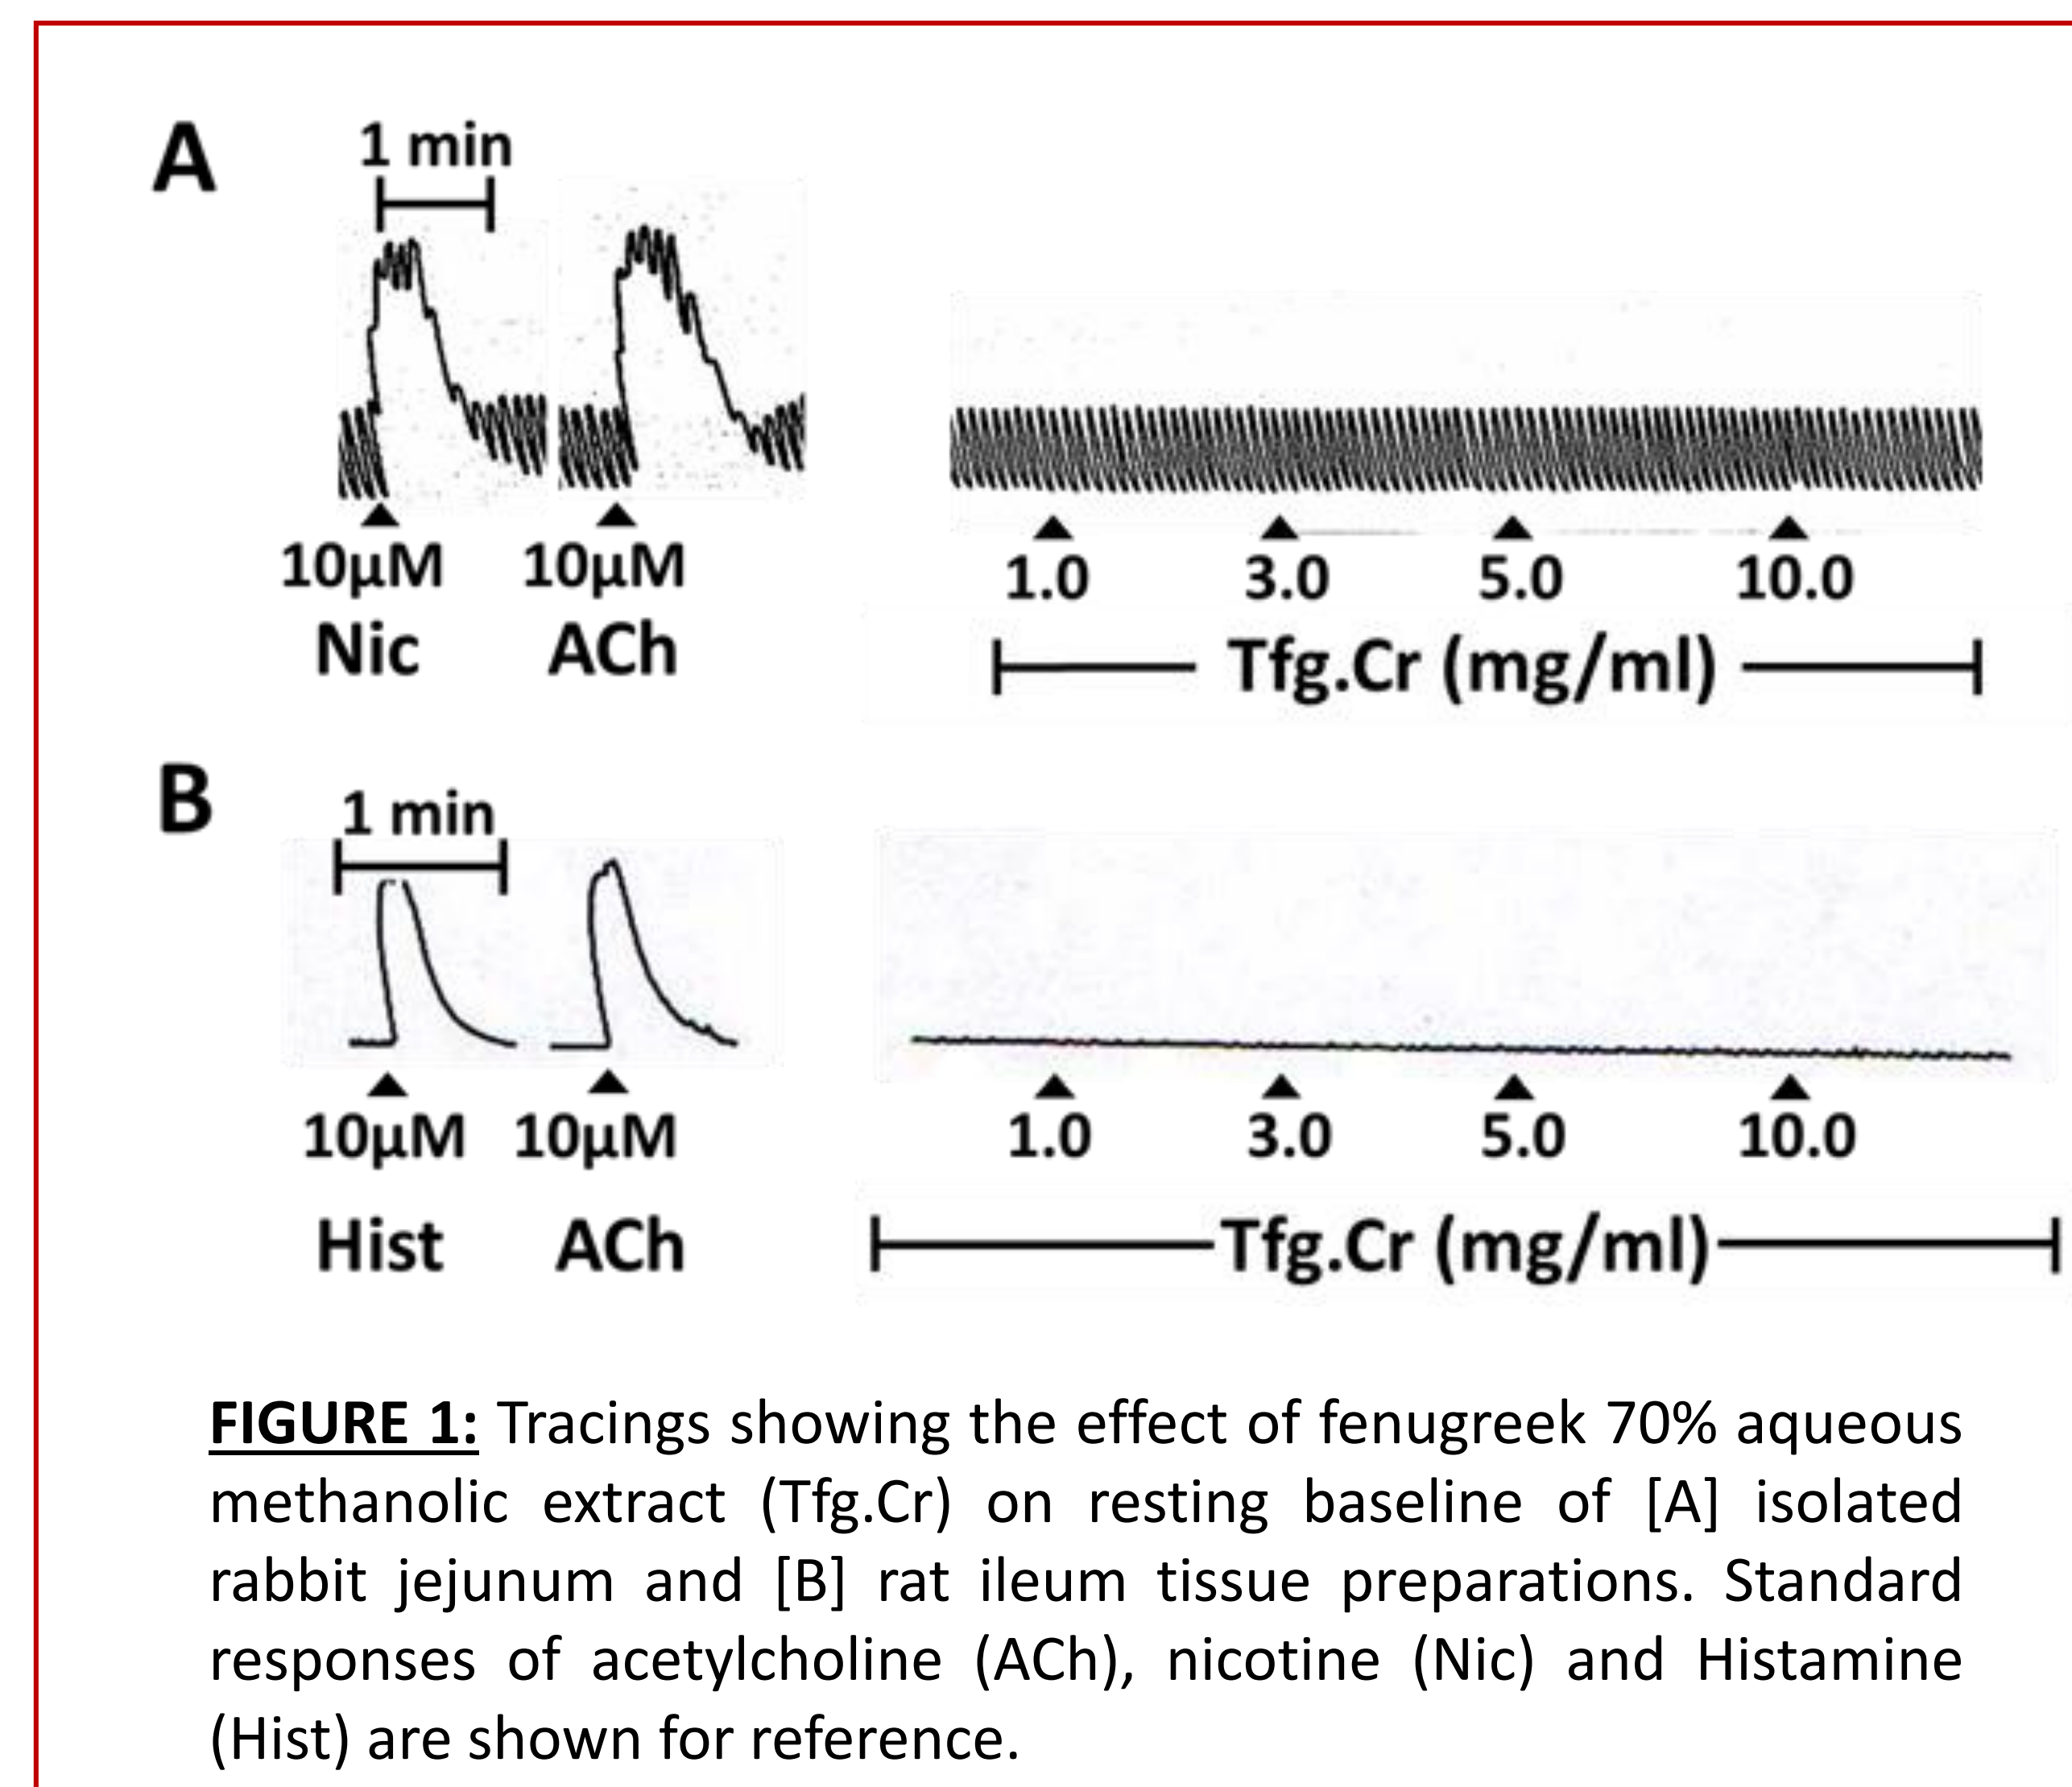 A
1 min
10µM 10µM
Nic ACh
1.0 3.0 5.0 10.0
Tfg.Cr (mg/ml)
B
1 min
10µM 10µM
Hist ACh
1.0 3.0 5.0 10.0
Tfg.Cr (mg/ml)
FIGURE 1: Tracings showing the effect of fenugreek 70% aqueous
methanolic extract (Tfg.Cr) on resting baseline of [A] isolated
rabbit jejunum and [B] rat ileum tissue preparations. Standard
responses of acetylcholine (ACh), nicotine (Nic) and Histamine
(Hist) are shown for reference.